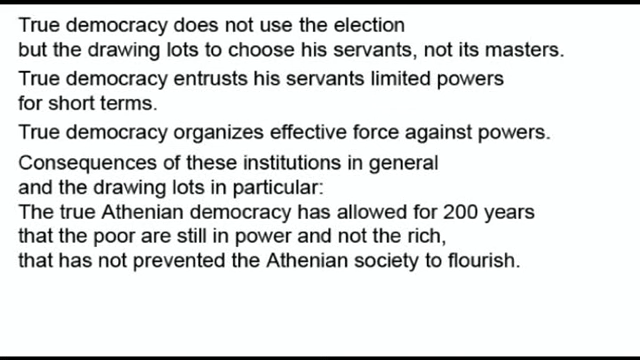 True democracy does not use the election
but the drawing lots to choose his servants, not its masters.
True democracy entrusts his servants limited powers
for short terms.
True democracy organizes effective force against powers.
Consequences of these institutions in general
and the drawing lots in particular:
The true Athenian democracy has allowed for 200 years
that the poor are still in power and not the rich,
that has not prevented the Athenian society to flourish.